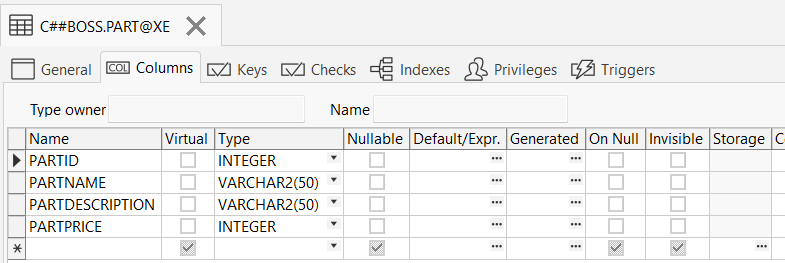 C##BOSS.PART@XE
General COL Columns Keys Checks Indexes Privileges Triggers
Type owner Name
Name Virtual Type Nullable Default/Expr. Generated On Null Invisible Storage
PARTID INTEGER ··· ···
PARTNAME VARCHAR2(50) ··· ···
PARTDESCRIPTION VARCHAR2(50) ··· ···
PARTPRICE INTEGER ··· ···
* ··· ··· ···